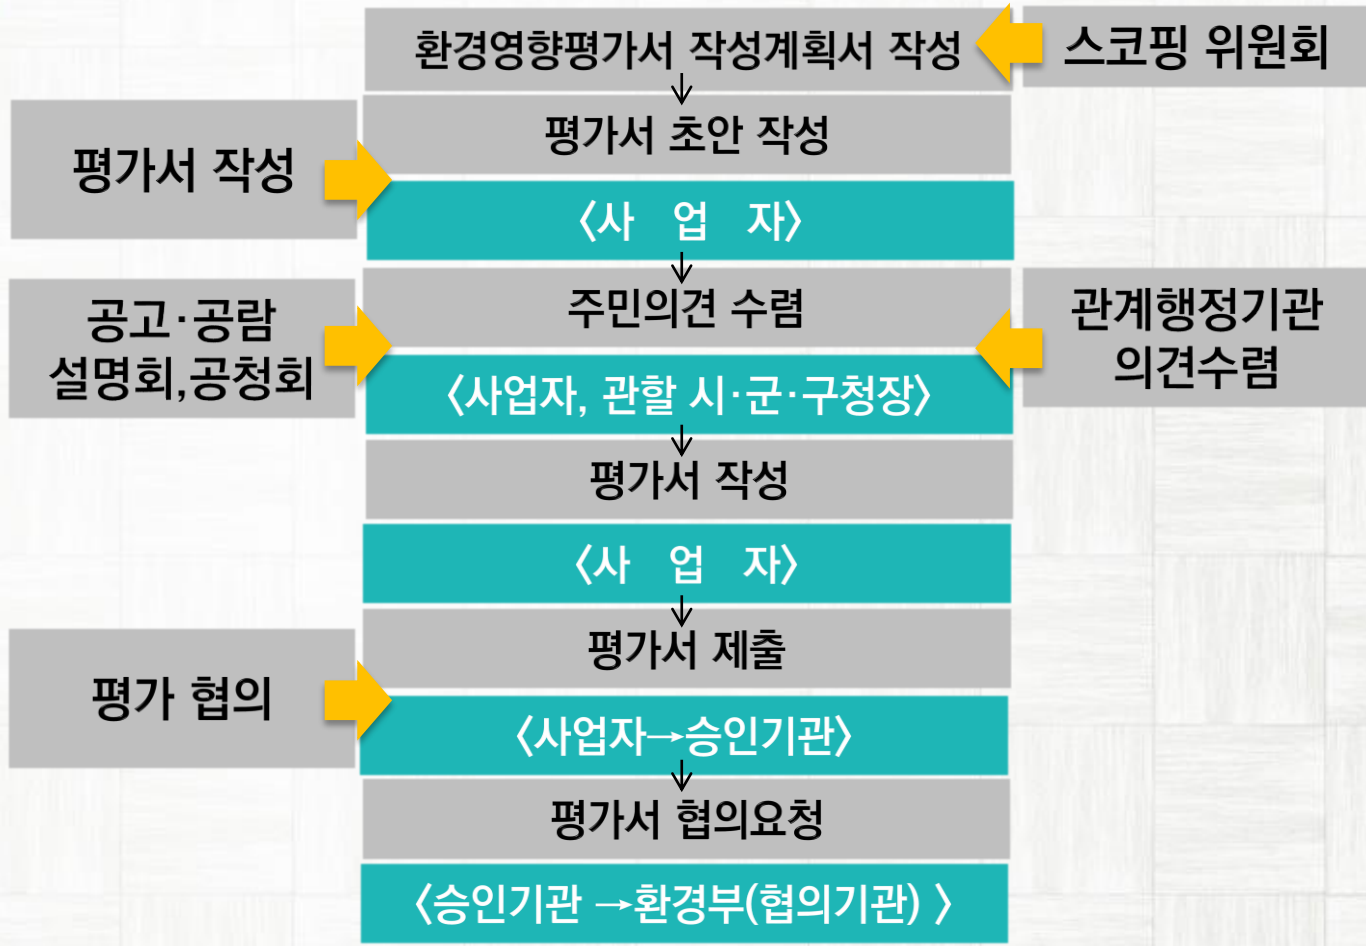 환경영향평가서 작성계획서 작성
스코핑 위원회
평가서 초안 작성
평가서 작성
〈사 업 자〉
주민의견 수렴
공고·공람
설명회,공청회
관계행정기관
의견수렴
〈사업자, 관할 시·군·구청장〉
평가서 작성
〈사 업 자〉
평가서 제출
평가 협의
〈사업자→승인기관〉
평가서 협의요청
〈승인기관 →환경부(협의기관) 〉